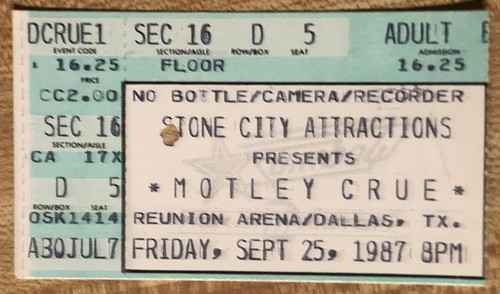 DCRUE1 SEC 16 D 5 ADULT
EVENT CODE SECTION/AISLE ROW/BOX SEAT ADMISSION
16.25 FLOOR 16.25
PRICE
CC2.00 NO BOTTLE/CAMERA/RECORDER
SEC 16 STONE CITY ATTRACTIONS
SECTION/AISLE
CA 17X PRESENTS
D 5 * MOTLEY CRUE *
ROW/BOX SEAT
OSK1414 REUNION ARENA/DALLAS, TX.
A30JUL7 FRIDAY, SEPT 25, 1987 8PM